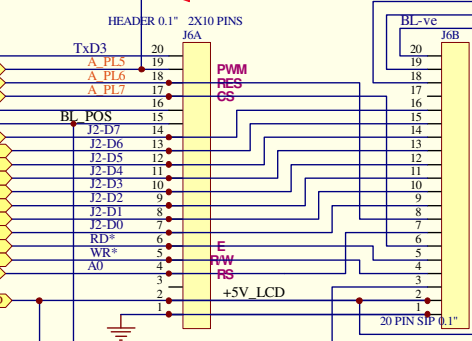 HEADER 0.1" 2X10 PINS
BL-ve
J6A
J6B
TxD3 20 20
A_PL5 19 PWM 19
A_PL6 18 RES 18
A_PL7 17 CS 17
16 16
BL_POS 15 15
J2-D7 14 14
J2-D6 13 13
J2-D5 12 12
J2-D4 11 11
J2-D3 10 10
J2-D2 9 9
J2-D1 8 8
J2-D0 7 7
RD* 6 E 6
WR* 5 R/W 5
A0 4 RS 4
3 3
2 +5V_LCD 2
1 1
20 PIN SIP 0.1"